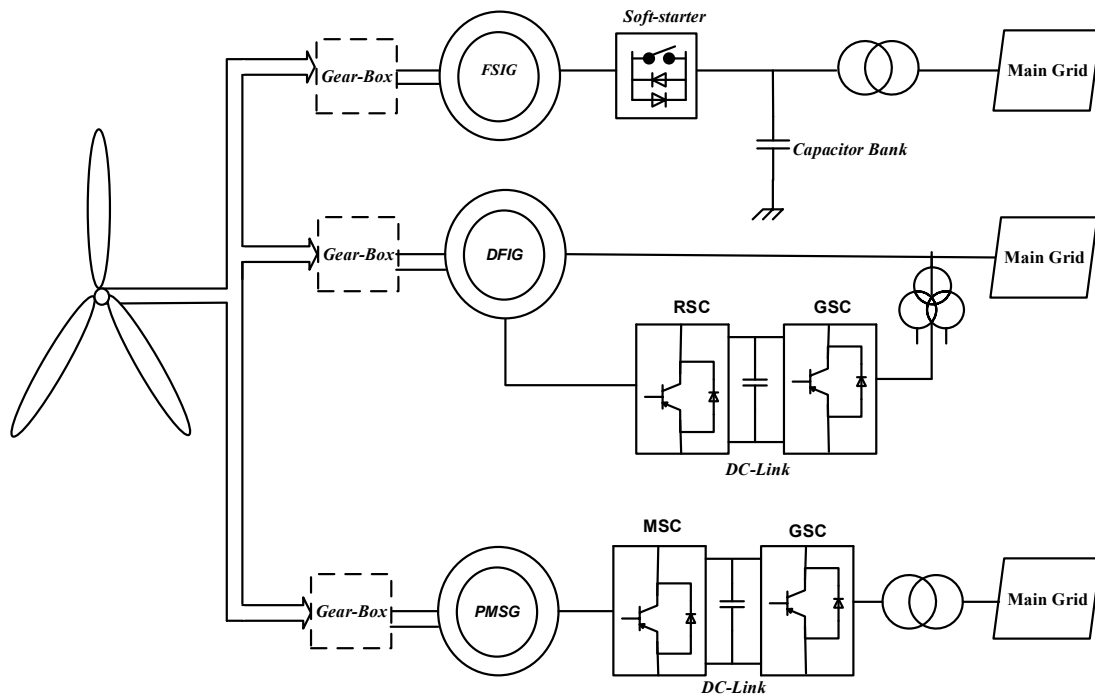 Soft-starter
Gear-Box
FSIG
Main Grid
Capacitor Bank
Gear-Box
DFIG
Main Grid
RSC
GSC
DC-Link
MSC
GSC
Gear-Box
PMSG
Main Grid
DC-Link